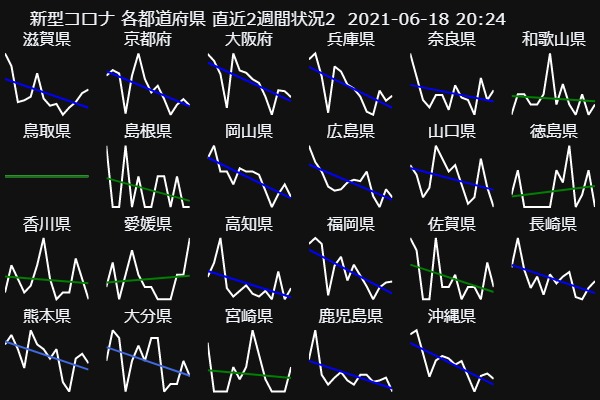 新型コロナ 各都道府県 直近2週間状況2 2021-06-18 20:24
滋賀県 京都府 大阪府 兵庫県 奈良県 和歌山県
鳥取県 島根県 岡山県 広島県 山口県 徳島県
香川県 愛媛県 高知県 福岡県 佐賀県 長崎県
熊本県 大分県 宮崎県 鹿児島県 沖縄県